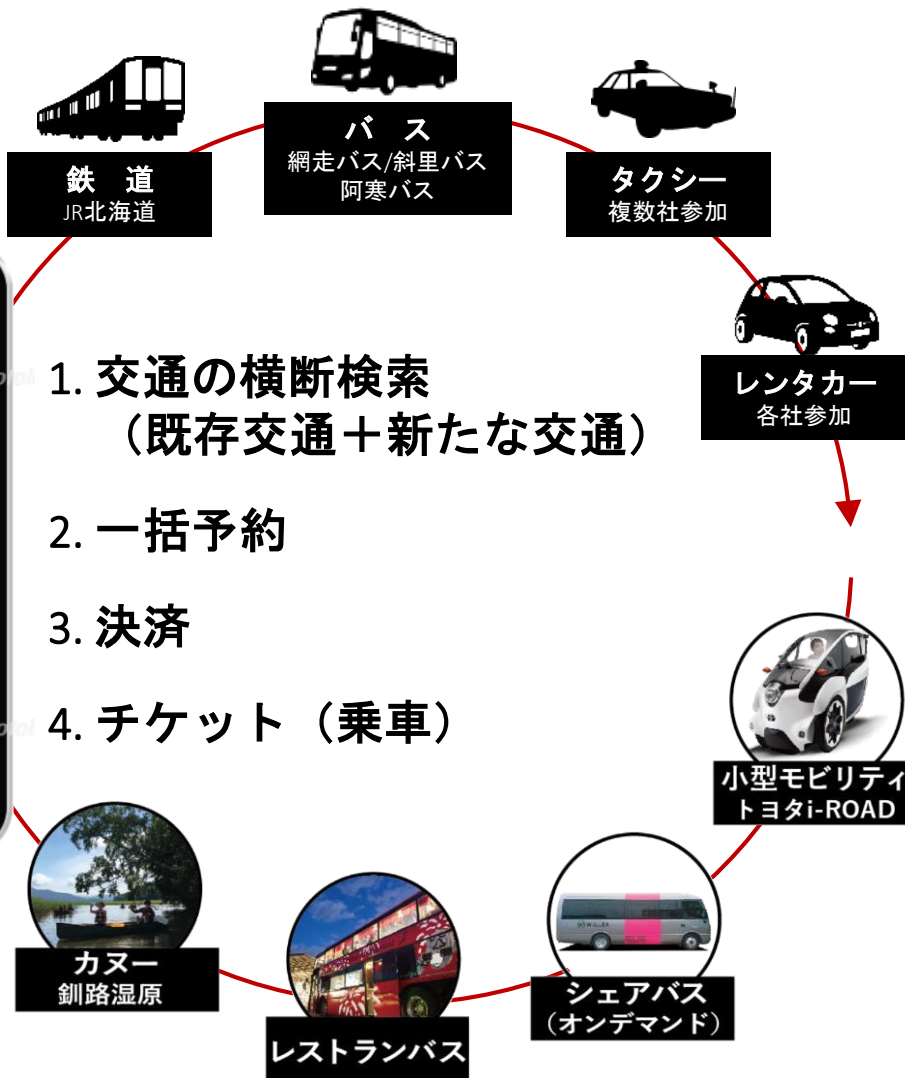 バス
網走バス/斜里バス
阿寒バス
鉄道
JR北海道
タクシー
複数社参加
レンタカー
各社参加
1. 交通の横断検索
（既存交通＋新たな交通）
2. 一括予約
3. 決済
4. チケット（乗車）
小型モビリティ
トヨタi-ROAD
シェアバス
（オンデマンド）
WILLER
レストランバス
カヌー
釧路湿原